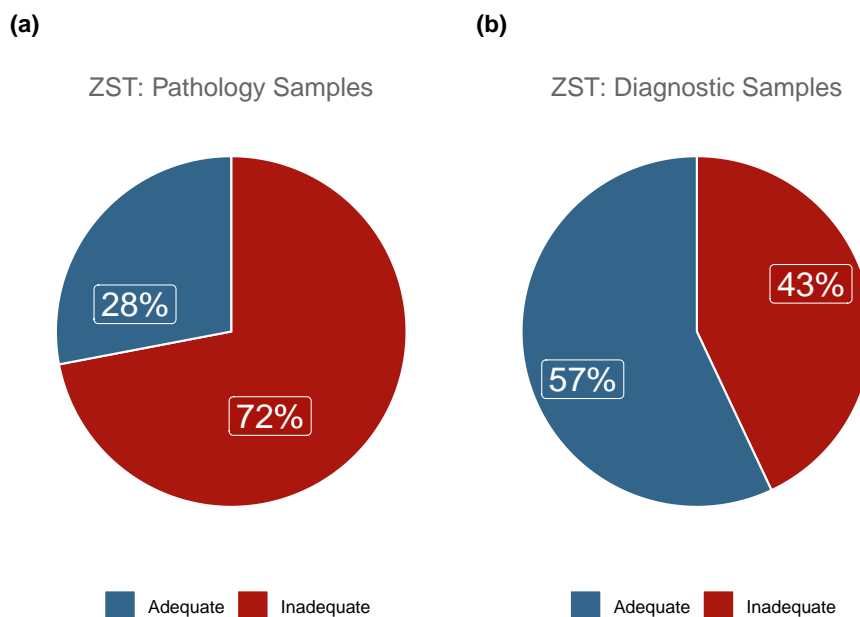 (a)
ZST: Pathology Samples
28%
72%
Adequate Inadequate
(b)
ZST: Diagnostic Samples
43%
57%
Adequate Inadequate